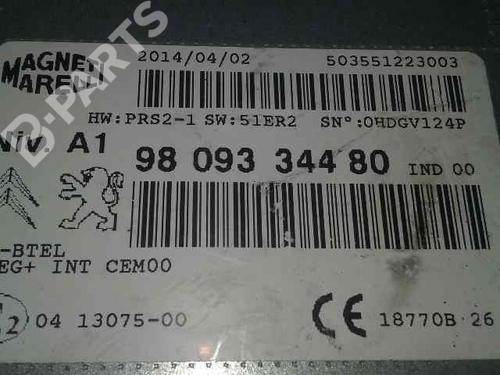 MAGNETI
MARELLI
2014/04/02
503551223003
HW:PRS2-1 SW:51ER2 SN°:0HDGV124P
Niv. A1
98 093 344 80 IND 00
-BTEL
EG+ INT CEM00
2 04 13075-00
CE 18770B 26
B-PARTS